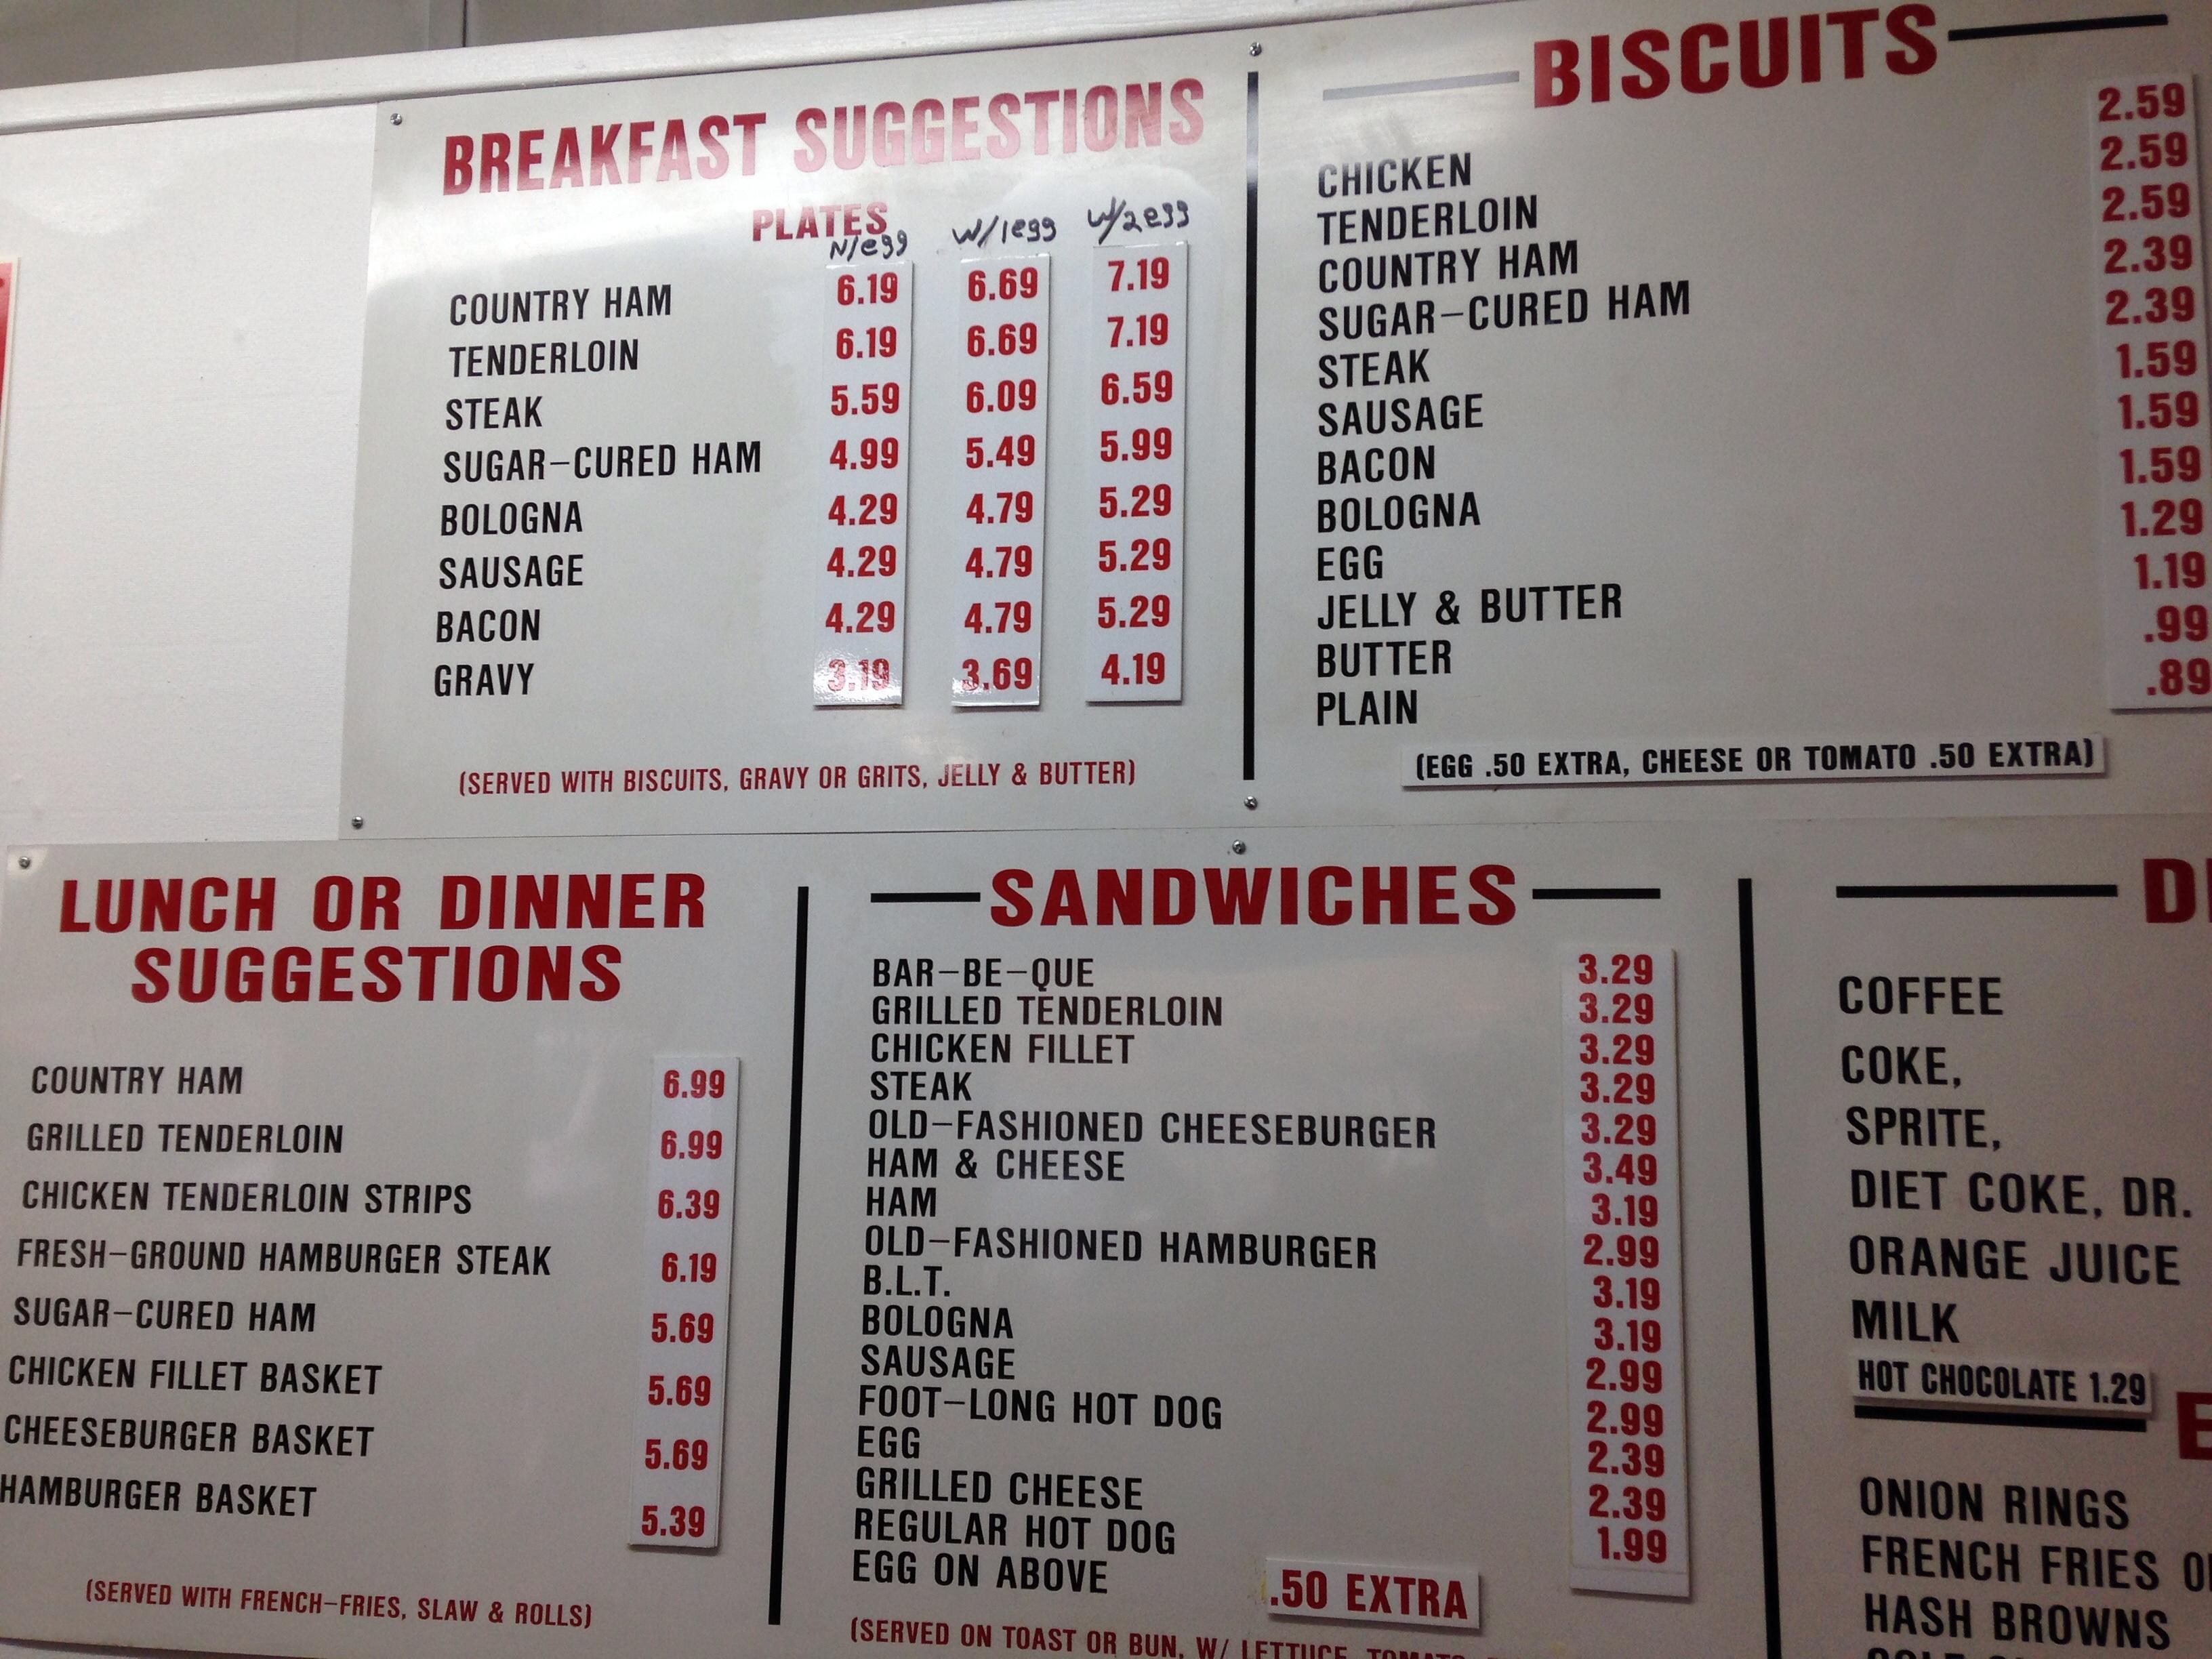 BREAKFAST SUGGESTIONS
PLATES N/egg W/1egg W/2egg
COUNTRY HAM 6.19 6.69 7.19
TENDERLOIN 6.19 6.69 7.19
STEAK 5.59 6.09 6.59
SUGAR-CURED HAM 4.99 5.49 5.99
BOLOGNA 4.29 4.79 5.29
SAUSAGE 4.29 4.79 5.29
BACON 4.29 4.79 5.29
GRAVY 3.19 3.69 4.19
(SERVED WITH BISCUITS, GRAVY OR GRITS, JELLY & BUTTER)
BISCUITS
CHICKEN 2.59
TENDERLOIN 2.59
COUNTRY HAM 2.59
SUGAR-CURED HAM 2.39
STEAK 2.39
SAUSAGE 1.59
BACON 1.59
BOLOGNA 1.59
EGG 1.29
JELLY & BUTTER 1.19
BUTTER .99
PLAIN .89
(EGG .50 EXTRA, CHEESE OR TOMATO .50 EXTRA)
LUNCH OR DINNER
SUGGESTIONS
COUNTRY HAM 6.99
GRILLED TENDERLOIN 6.99
CHICKEN TENDERLOIN STRIPS 6.39
FRESH-GROUND HAMBURGER STEAK 6.19
SUGAR-CURED HAM 5.69
CHICKEN FILLET BASKET 5.69
CHEESEBURGER BASKET 5.69
HAMBURGER BASKET 5.39
(SERVED WITH FRENCH-FRIES, SLAW & ROLLS)
SANDWICHES
BAR-BE-QUE 3.29
GRILLED TENDERLOIN 3.29
CHICKEN FILLET 3.29
STEAK 3.29
OLD-FASHIONED CHEESEBURGER 3.29
HAM & CHEESE 3.49
HAM 3.19
OLD-FASHIONED HAMBURGER 2.99
B.L.T. 3.19
BOLOGNA 3.19
SAUSAGE 2.99
FOOT-LONG HOT DOG 2.99
EGG 2.39
GRILLED CHEESE 2.39
REGULAR HOT DOG 1.99
EGG ON ABOVE .50 EXTRA
(SERVED ON TOAST OR BUN, W/ LETTUCE, TOMATO,
COFFEE
COKE,
SPRITE,
DIET COKE, DR.
ORANGE JUICE
MILK
HOT CHOCOLATE 1.29
ONION RINGS
FRENCH FRIES
HASH BROWNS